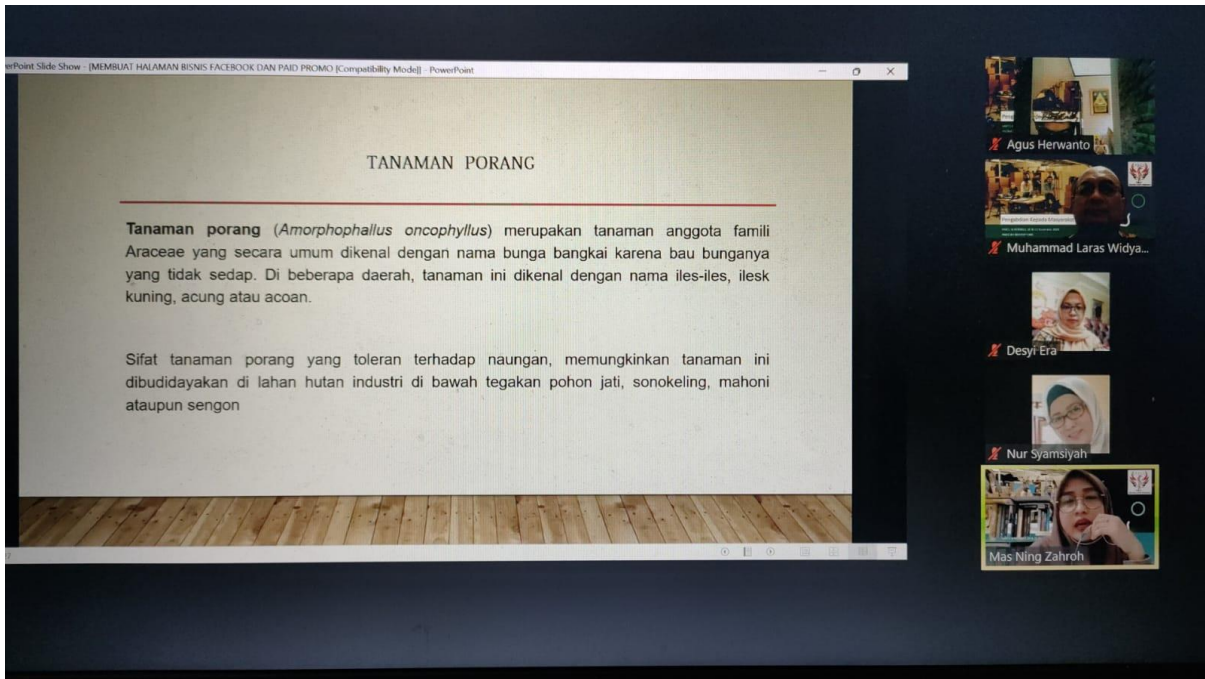 erPoint Slide Show - [MEMBUAT HALAMAN BISNIS FACEBOOK DAN PAID PROMO [Compatibility Mode]] - PowerPoint
TANAMAN PORANG
Tanaman porang (Amorphophallus oncophyllus) merupakan tanaman anggota famili
Araceae yang secara umum dikenal dengan nama bunga bangkai karena bau bunganya
yang tidak sedap. Di beberapa daerah, tanaman ini dikenal dengan nama iles-iles, ilesk
kuning, acung atau acoan.
Sifat tanaman porang yang toleran terhadap naungan, memungkinkan tanaman ini
dibudidayakan di lahan hutan industri di bawah tegakan pohon jati, sonokeling, mahoni
ataupun sengon
Agus Herwanto
Muhammad Laras Widya...
Desyi Era
Nur Syamsiyah
Mas Ning Zahroh